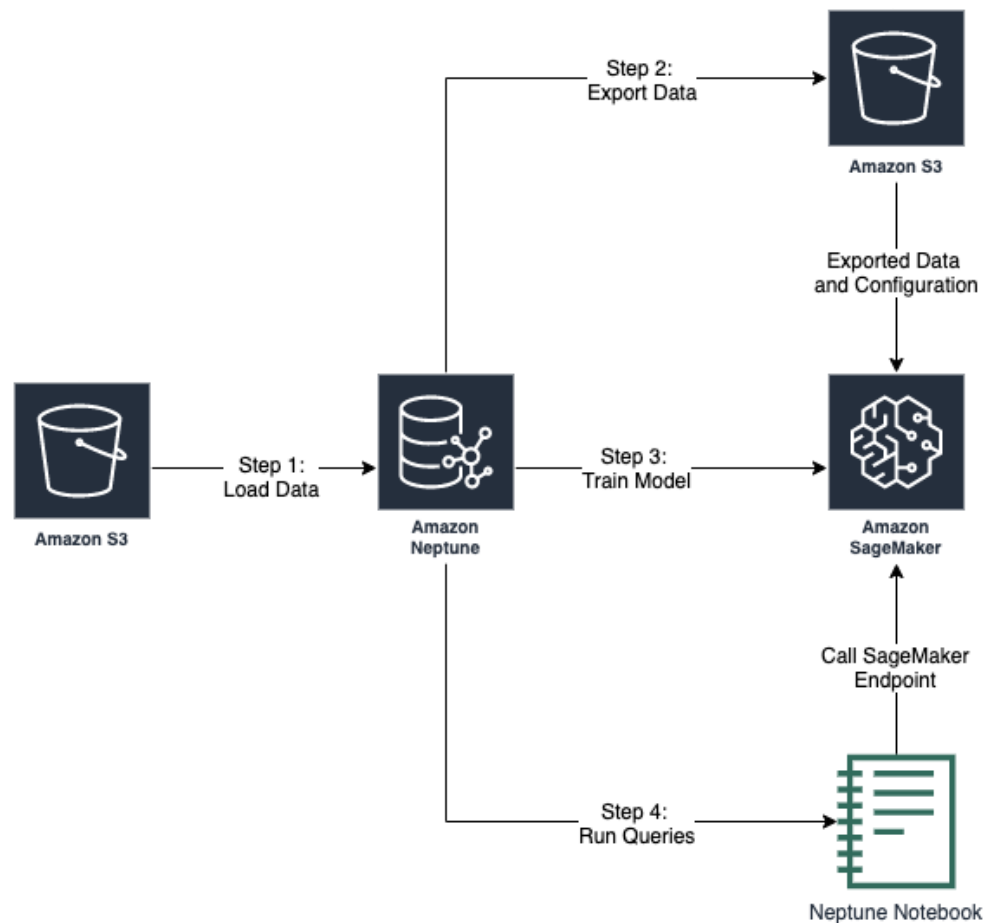 Step 2:
Export Data
Amazon S3
Exported Data
and Configuration
Step 1:
Load Data
Amazon S3
Amazon
Neptune
Step 3:
Train Model
Amazon
SageMaker
Call SageMaker
Endpoint
Step 4:
Run Queries
Neptune Notebook